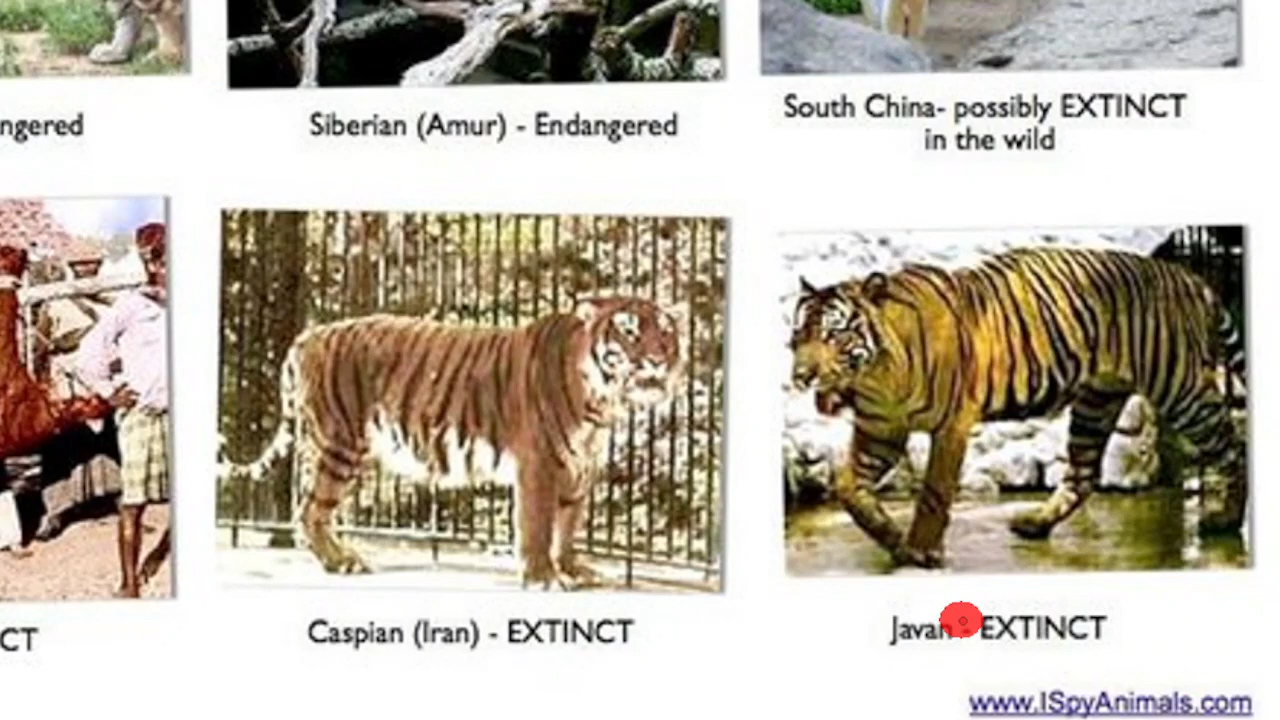 ngered
Siberian (Amur) - Endangered
South China- possibly EXTINCT
in the wild
CT
Caspian (Iran) - EXTINCT
Javan - EXTINCT
www.ISpyAnimals.com